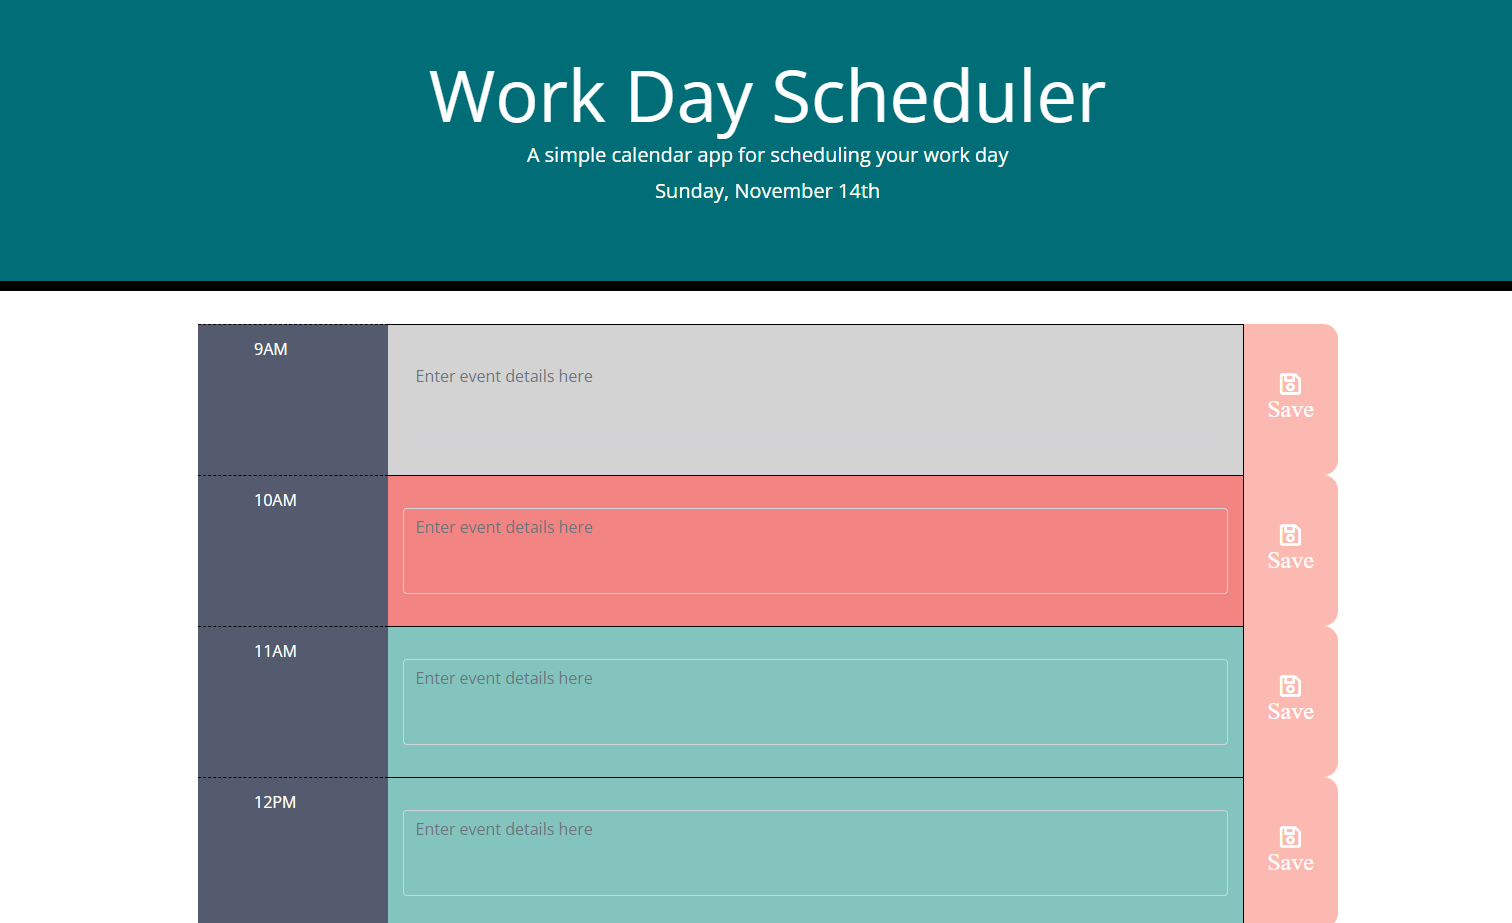 Work Day Scheduler
A simple calendar app for scheduling your work day
Sunday, November 14th
9AM
Enter event details here
Save
10AM
Enter event details here
Save
11AM
Enter event details here
Save
12PM
Enter event details here
Save